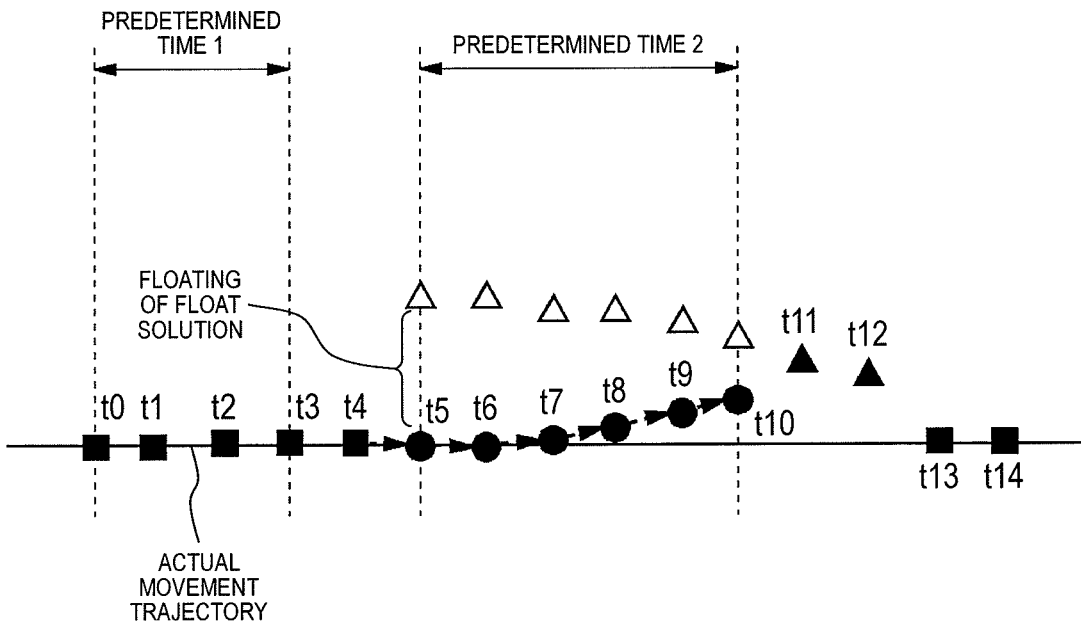 PREDETERMINED
TIME 1
PREDETERMINED TIME 2
FLOATING
OF FLOAT
SOLUTION
t0
t1
t2
t3
t4
t5
t6
t7
t8
t9
t10
t11
t12
t13
t14
ACTUAL
MOVEMENT
TRAJECTORY